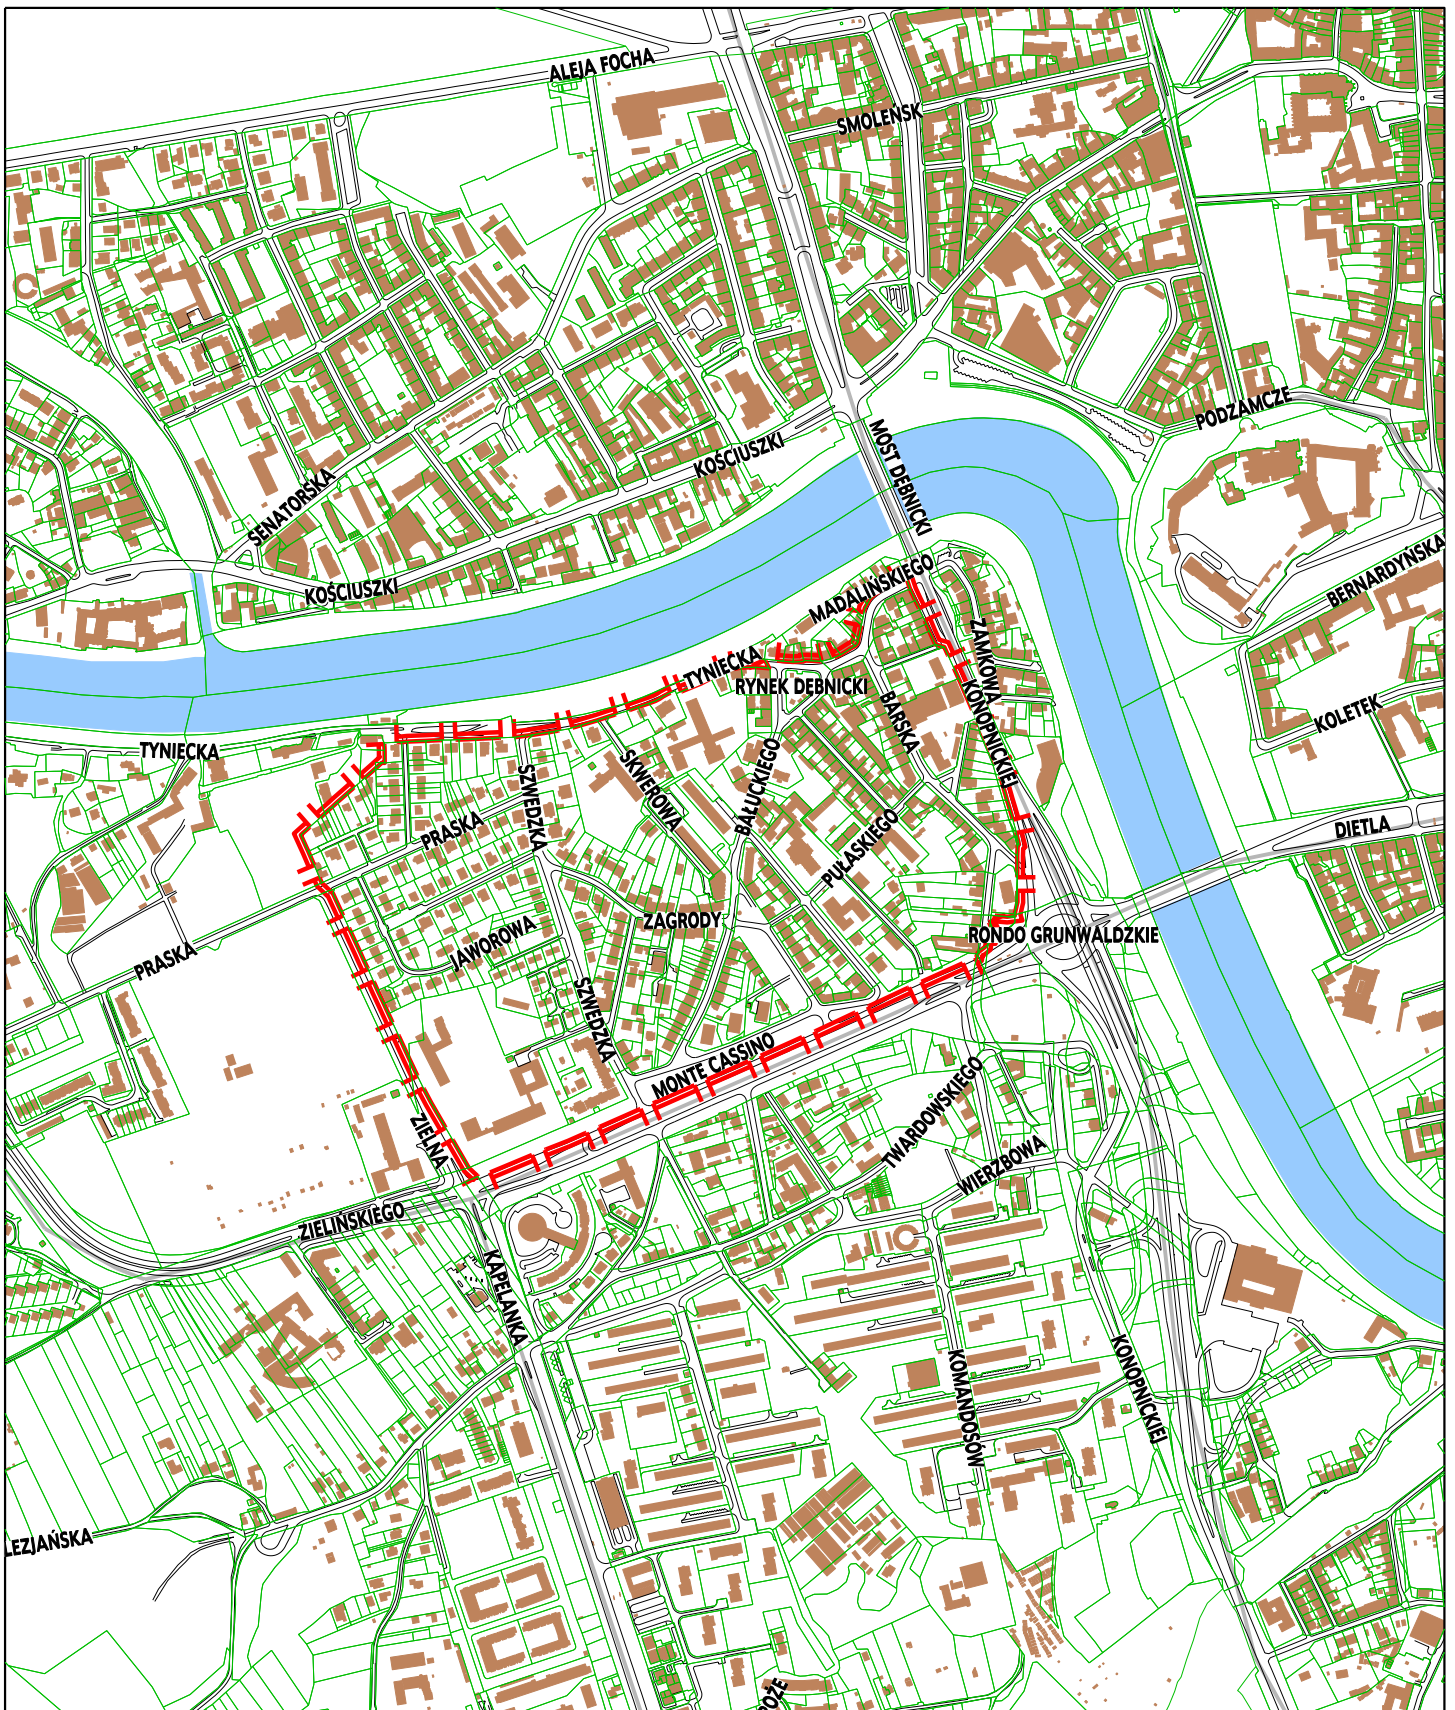 ALEJA FOCHA
SMOLEŃSK
PODZAMCZE
MOST DĘBNICKI
KOŚCIUSZKI
SENATORSKA
KOŚCIUSZKI
BERNARDYŃSKA
MADALIŃSKIEGO
ZAMKOWA
TYNIECKA
RYNEK DĘBNICKI
KONOPNICKIEJ
BARSKA
KOLETEK
TYNIECKA
SKWEROWA
BAŁUCKIEGO
SZWEDZKA
PRASKA
PUŁASKIEGO
DIETLA
ZAGRODY
JAWOROWA
RONDO GRUNWALDZKIE
PRASKA
SZWEDZKA
MONTE CASSINO
TWARDOWSKIEGO
ZIELNA
WIERZBOWA
ZIELIŃSKIEGO
KAPELANKA
KOMANDOSÓW
KONOPNICKIEJ
LEZJAŃSKA
OŻE